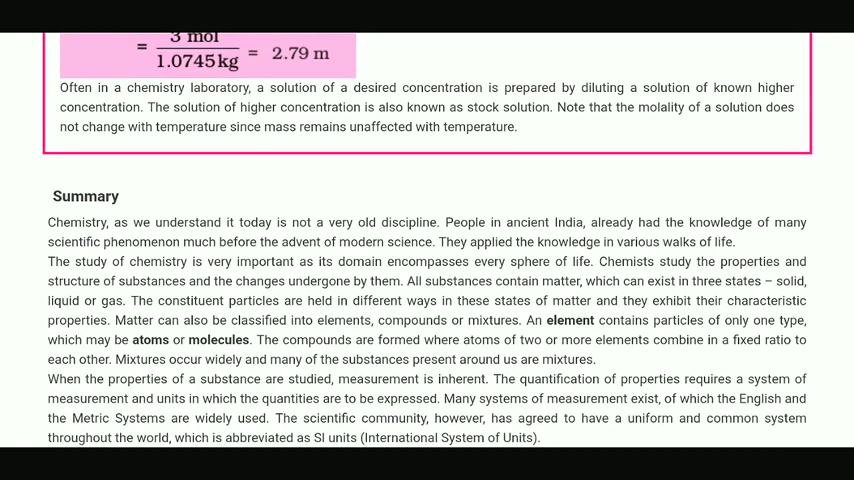 = 3 mol / 1.0745 kg = 2.79 m
Often in a chemistry laboratory, a solution of a desired concentration is prepared by diluting a solution of known higher
concentration. The solution of higher concentration is also known as stock solution. Note that the molality of a solution does
not change with temperature since mass remains unaffected with temperature.
Summary
Chemistry, as we understand it today is not a very old discipline. People in ancient India, already had the knowledge of many
scientific phenomenon much before the advent of modern science. They applied the knowledge in various walks of life.
The study of chemistry is very important as its domain encompasses every sphere of life. Chemists study the properties and
structure of substances and the changes undergone by them. All substances contain matter, which can exist in three states – solid,
liquid or gas. The constituent particles are held in different ways in these states of matter and they exhibit their characteristic
properties. Matter can also be classified into elements, compounds or mixtures. An element contains particles of only one type,
which may be atoms or molecules. The compounds are formed where atoms of two or more elements combine in a fixed ratio to
each other. Mixtures occur widely and many of the substances present around us are mixtures.
When the properties of a substance are studied, measurement is inherent. The quantification of properties requires a system of
measurement and units in which the quantities are to be expressed. Many systems of measurement exist, of which the English and
the Metric Systems are widely used. The scientific community, however, has agreed to have a uniform and common system
throughout the world, which is abbreviated as SI units (International System of Units).